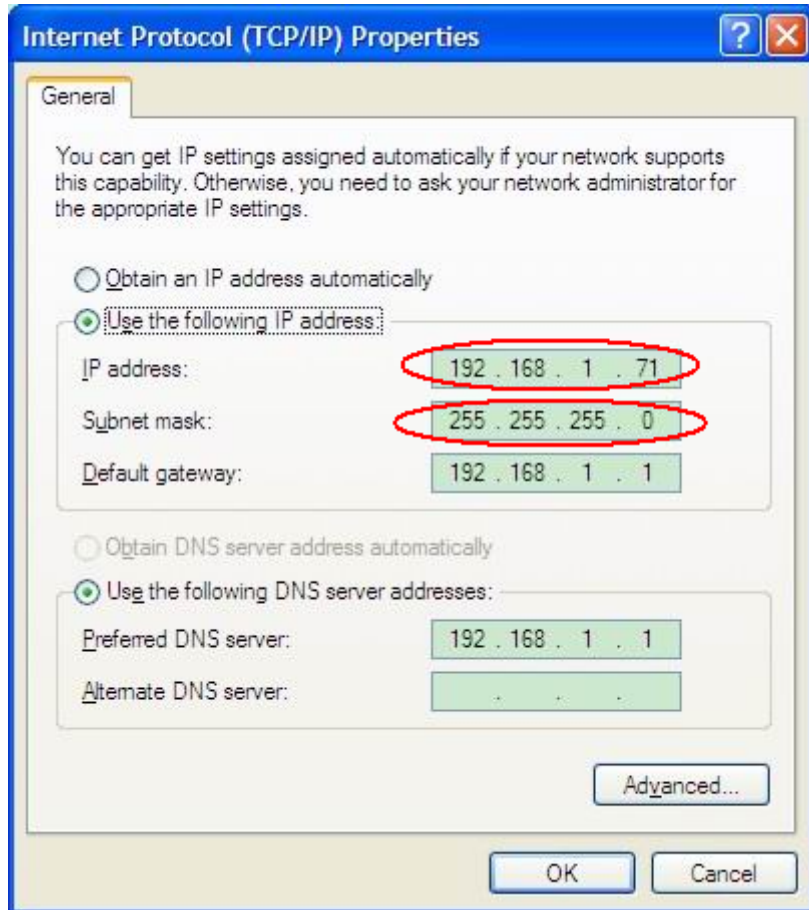 Internet Protocol (TCP/IP) Properties
General
You can get IP settings assigned automatically if your network supports
this capability. Otherwise, you need to ask your network administrator for
the appropriate IP settings.
Obtain an IP address automatically
Use the following IP address:
IP address: 192 . 168 . 1 . 71
Subnet mask: 255 . 255 . 255 . 0
Default gateway: 192 . 168 . 1 . 1
Obtain DNS server address automatically
Use the following DNS server addresses:
Preferred DNS server: 192 . 168 . 1 . 1
Alternate DNS server: . . .
Advanced...
OK Cancel